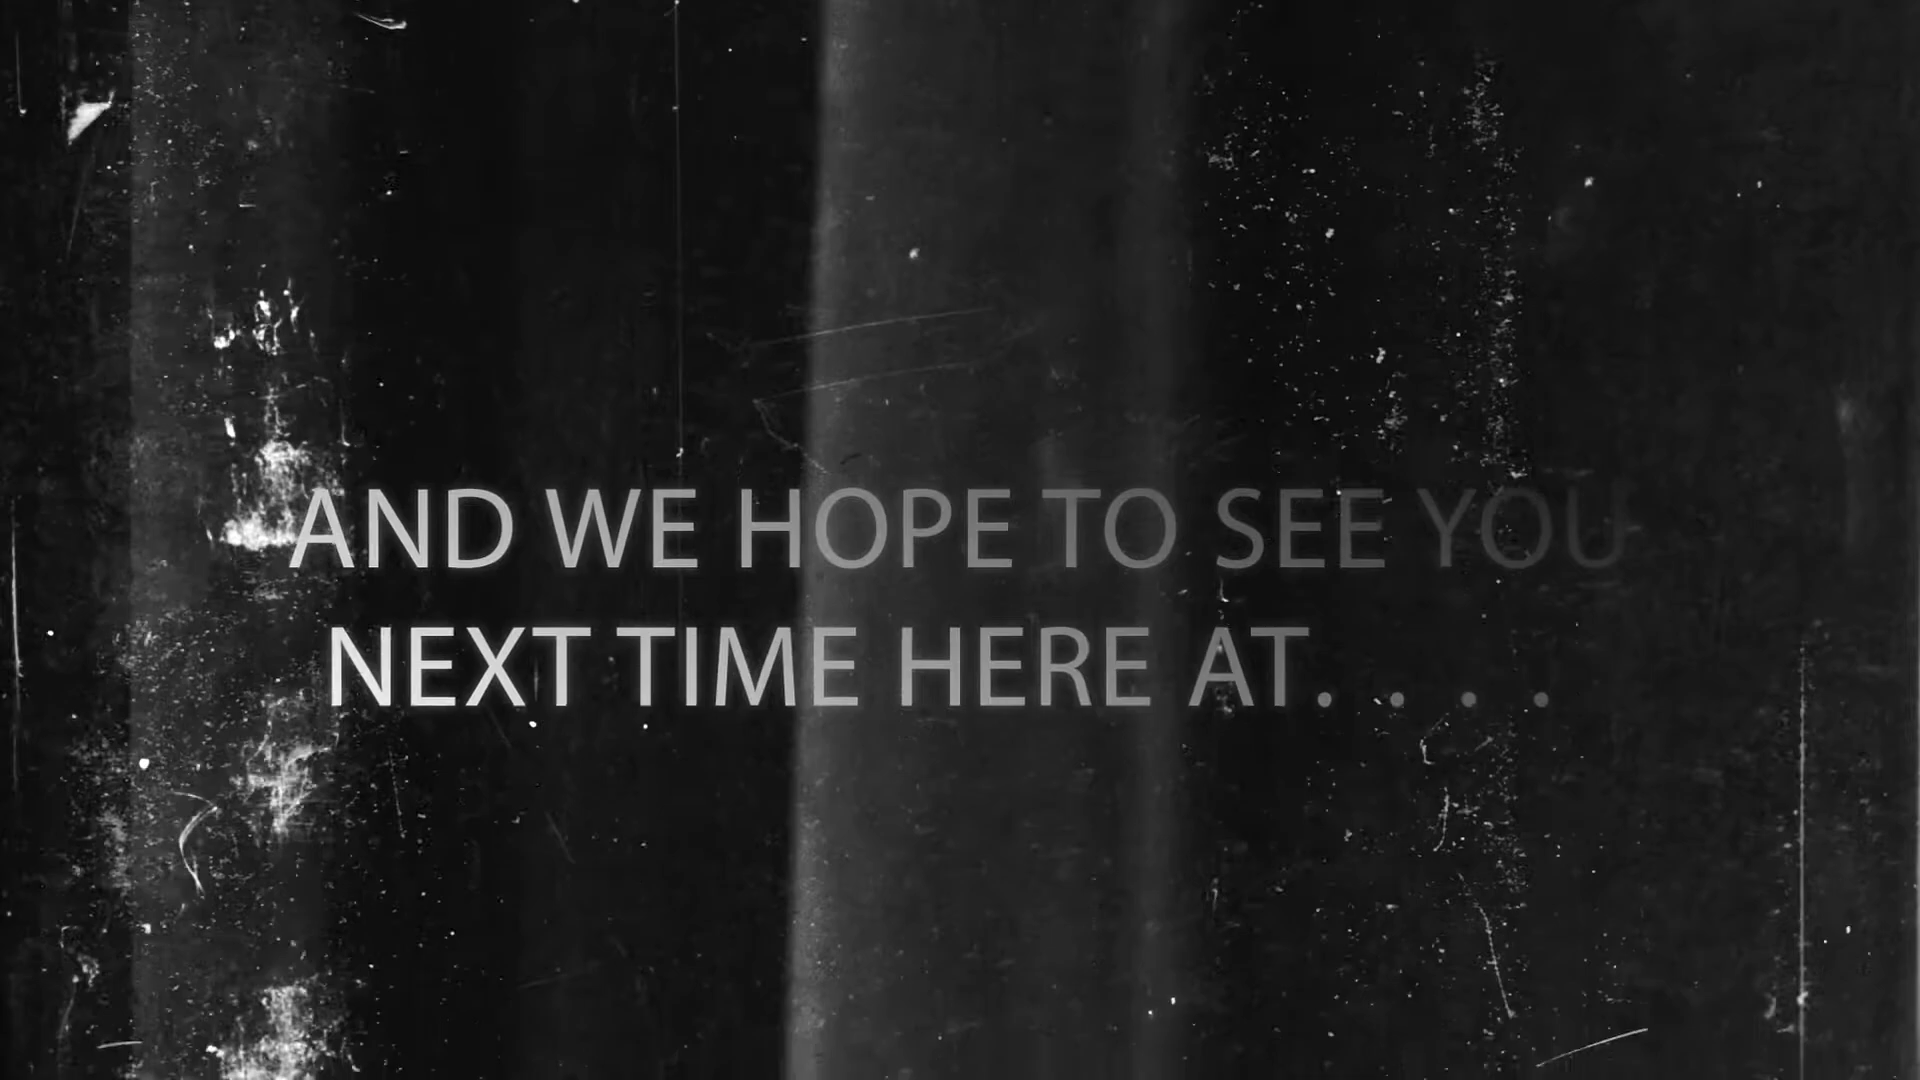 AND WE HOPE TO SEE YOU
NEXT TIME HERE AT. . . .